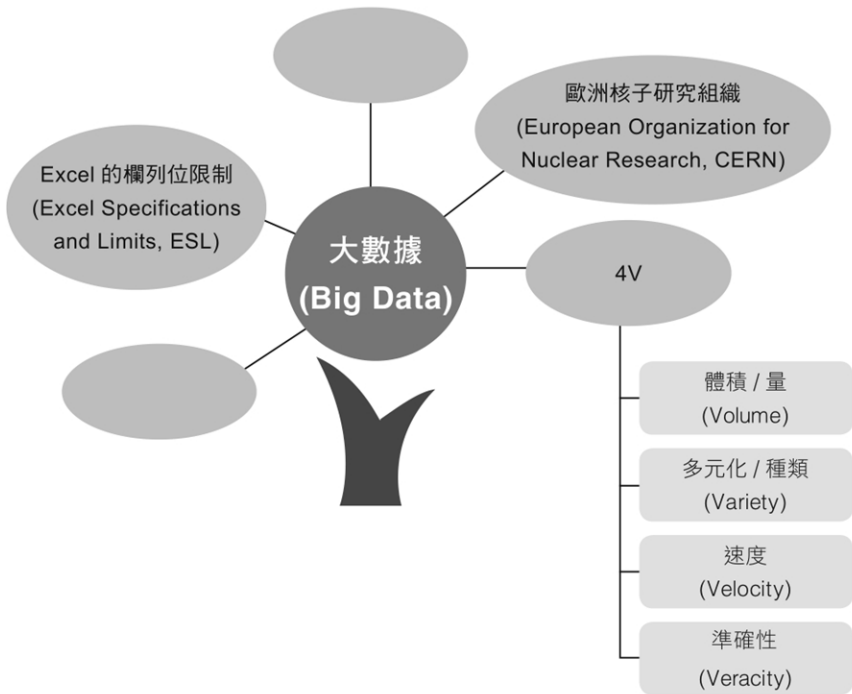 歐洲核子研究組織
(European Organization for
Nuclear Research, CERN)
Excel 的欄列位限制
(Excel Specifications
and Limits, ESL)
大數據
(Big Data)
4V
體積 / 量
(Volume)
多元化 / 種類
(Variety)
速度
(Velocity)
準確性
(Veracity)